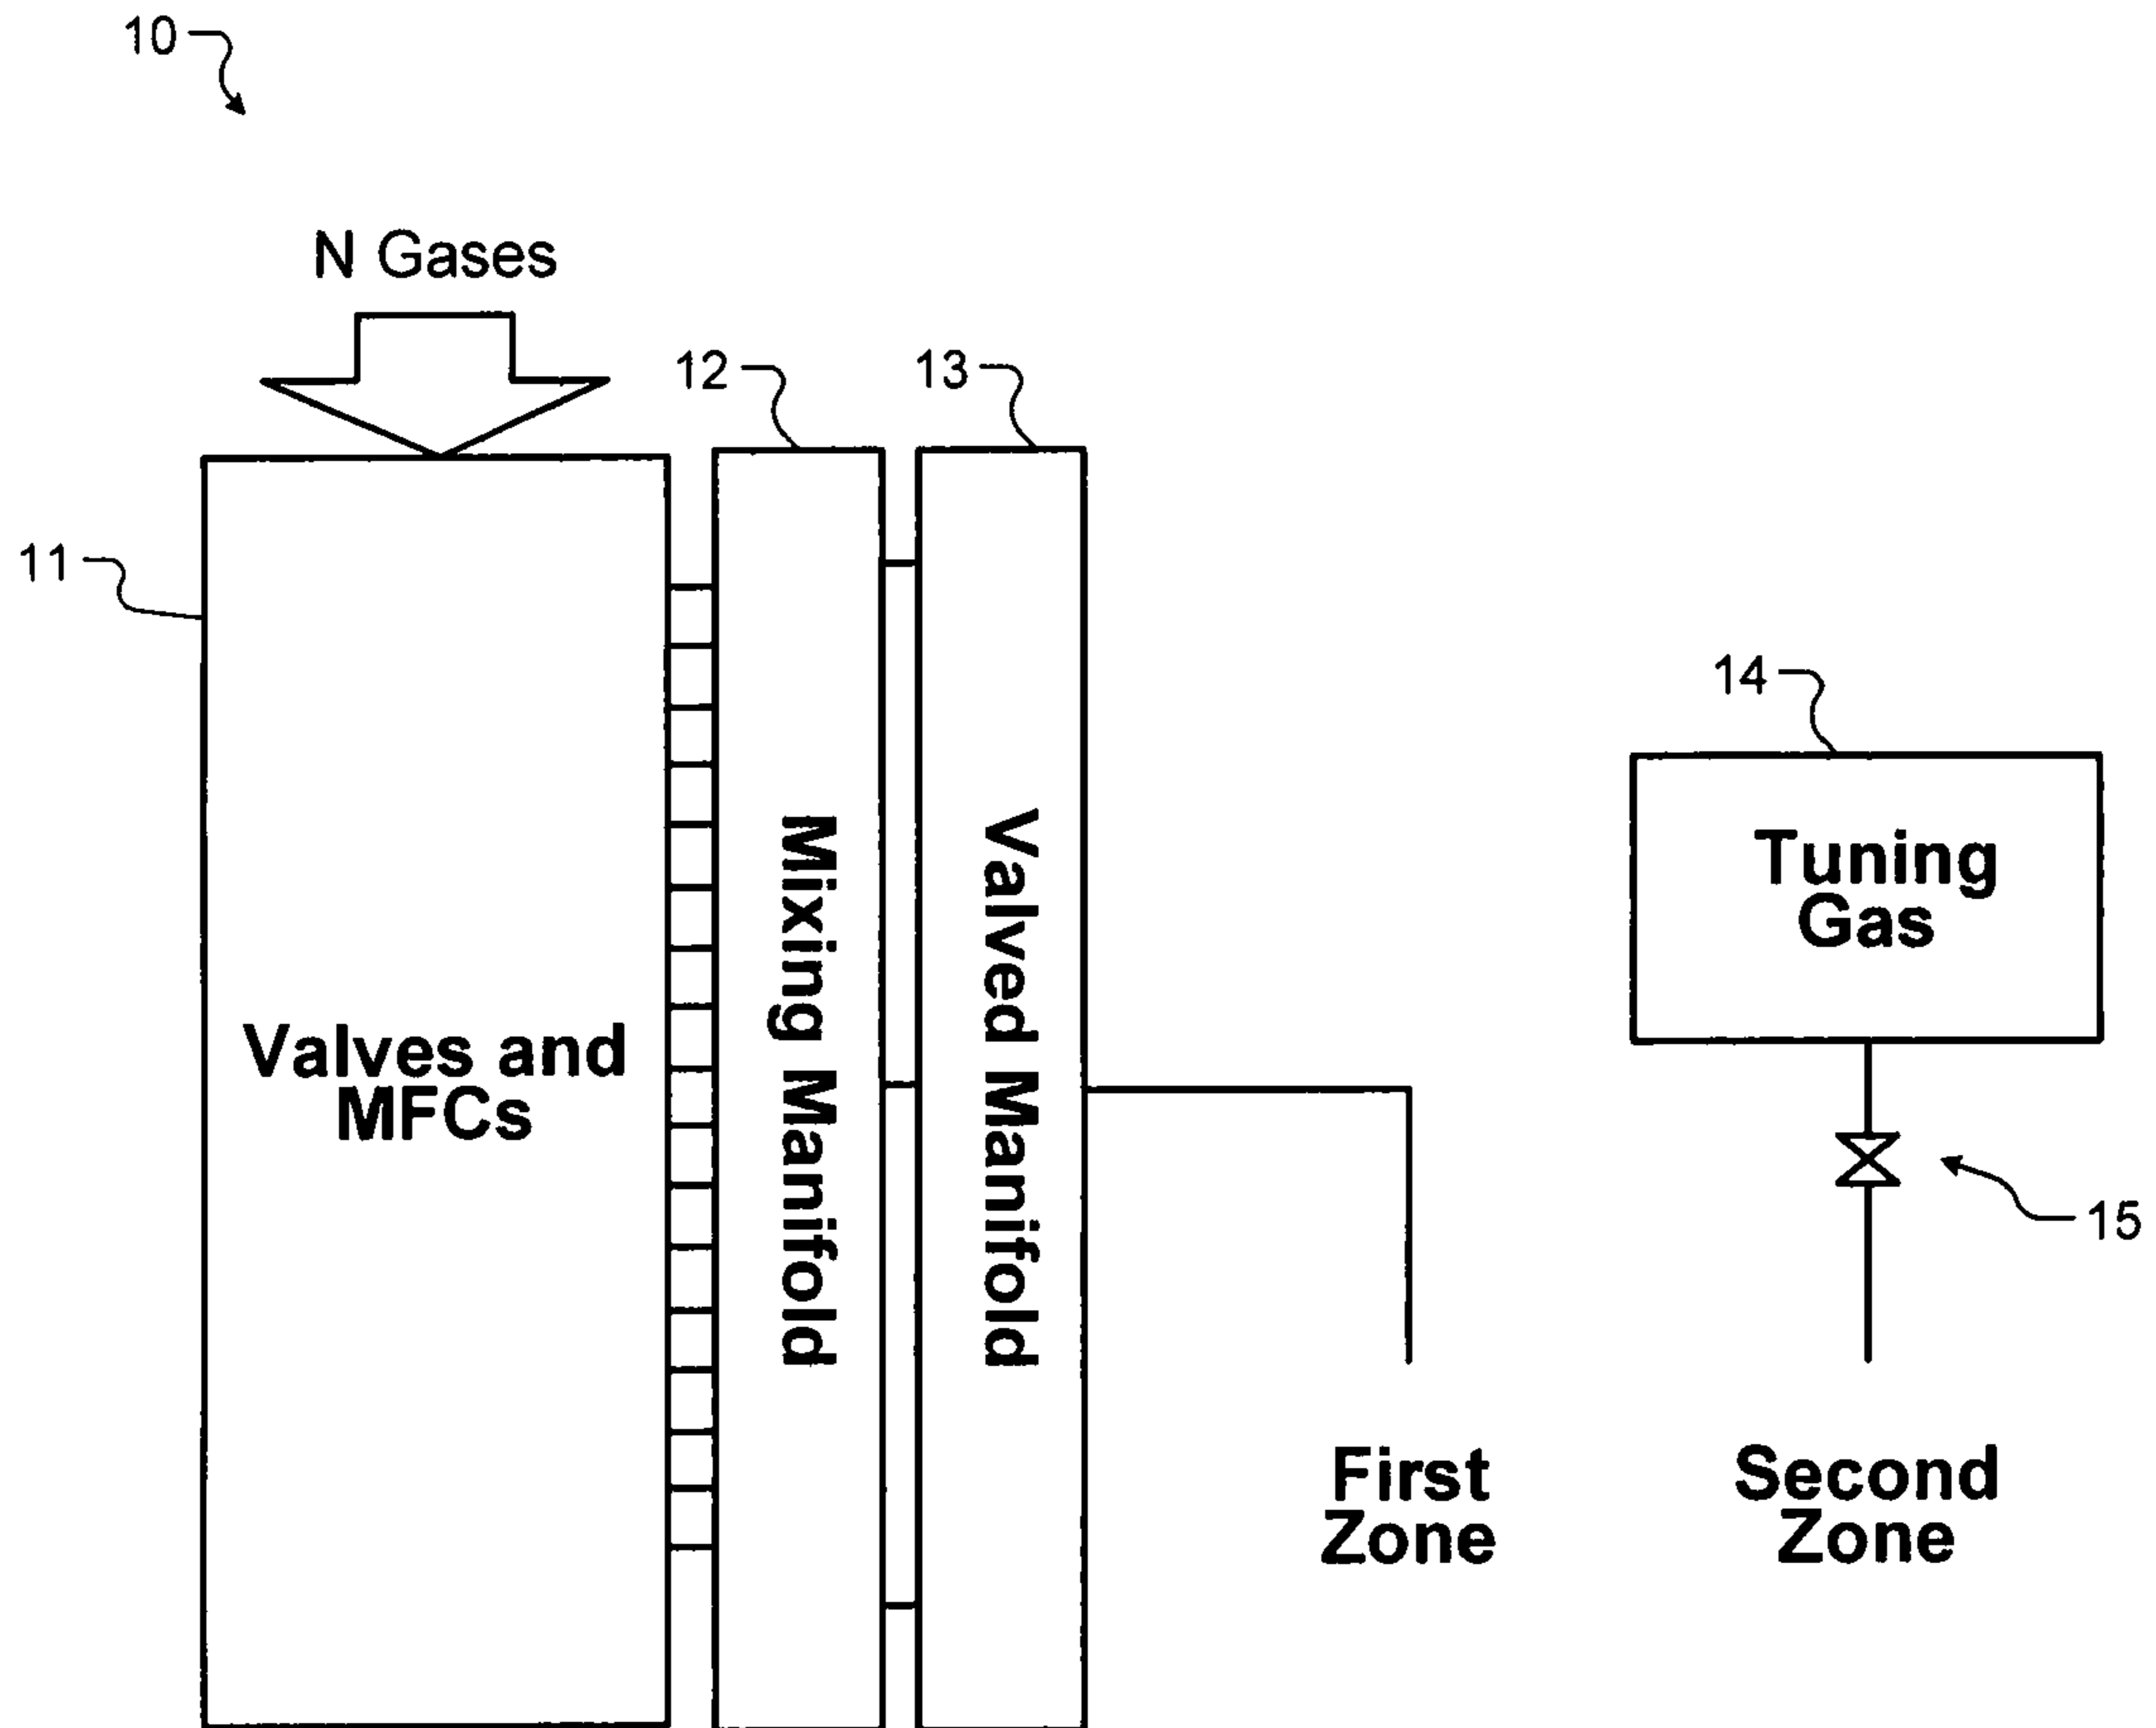 10
N Gases
12
13
11
14
Tuning
Gas
Valves and
MFCs
Mixing Manifold
Valved Manifold
15
First
Zone
Second
Zone